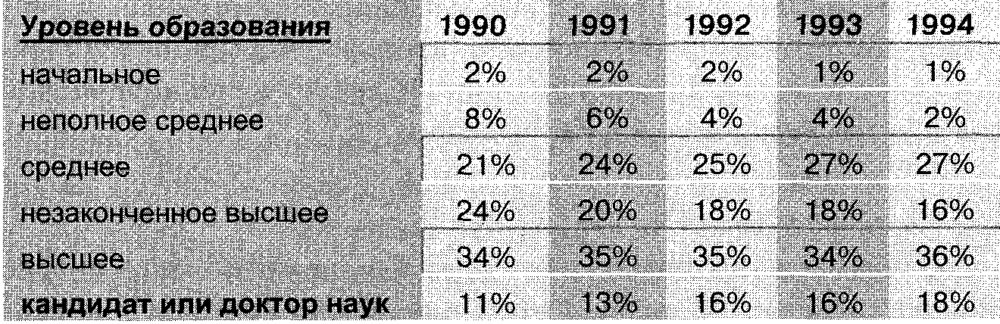 Уровень образования 1990 1991 1992 1993 1994
начальное 2% 2% 2% 1% 1%
неполное среднее 8% 6% 4% 4% 2%
среднее 21% 24% 25% 27% 27%
незаконченное высшее 24% 20% 18% 18% 16%
высшее 34% 35% 35% 34% 36%
кандидат или доктор наук 11% 13% 16% 16% 18%